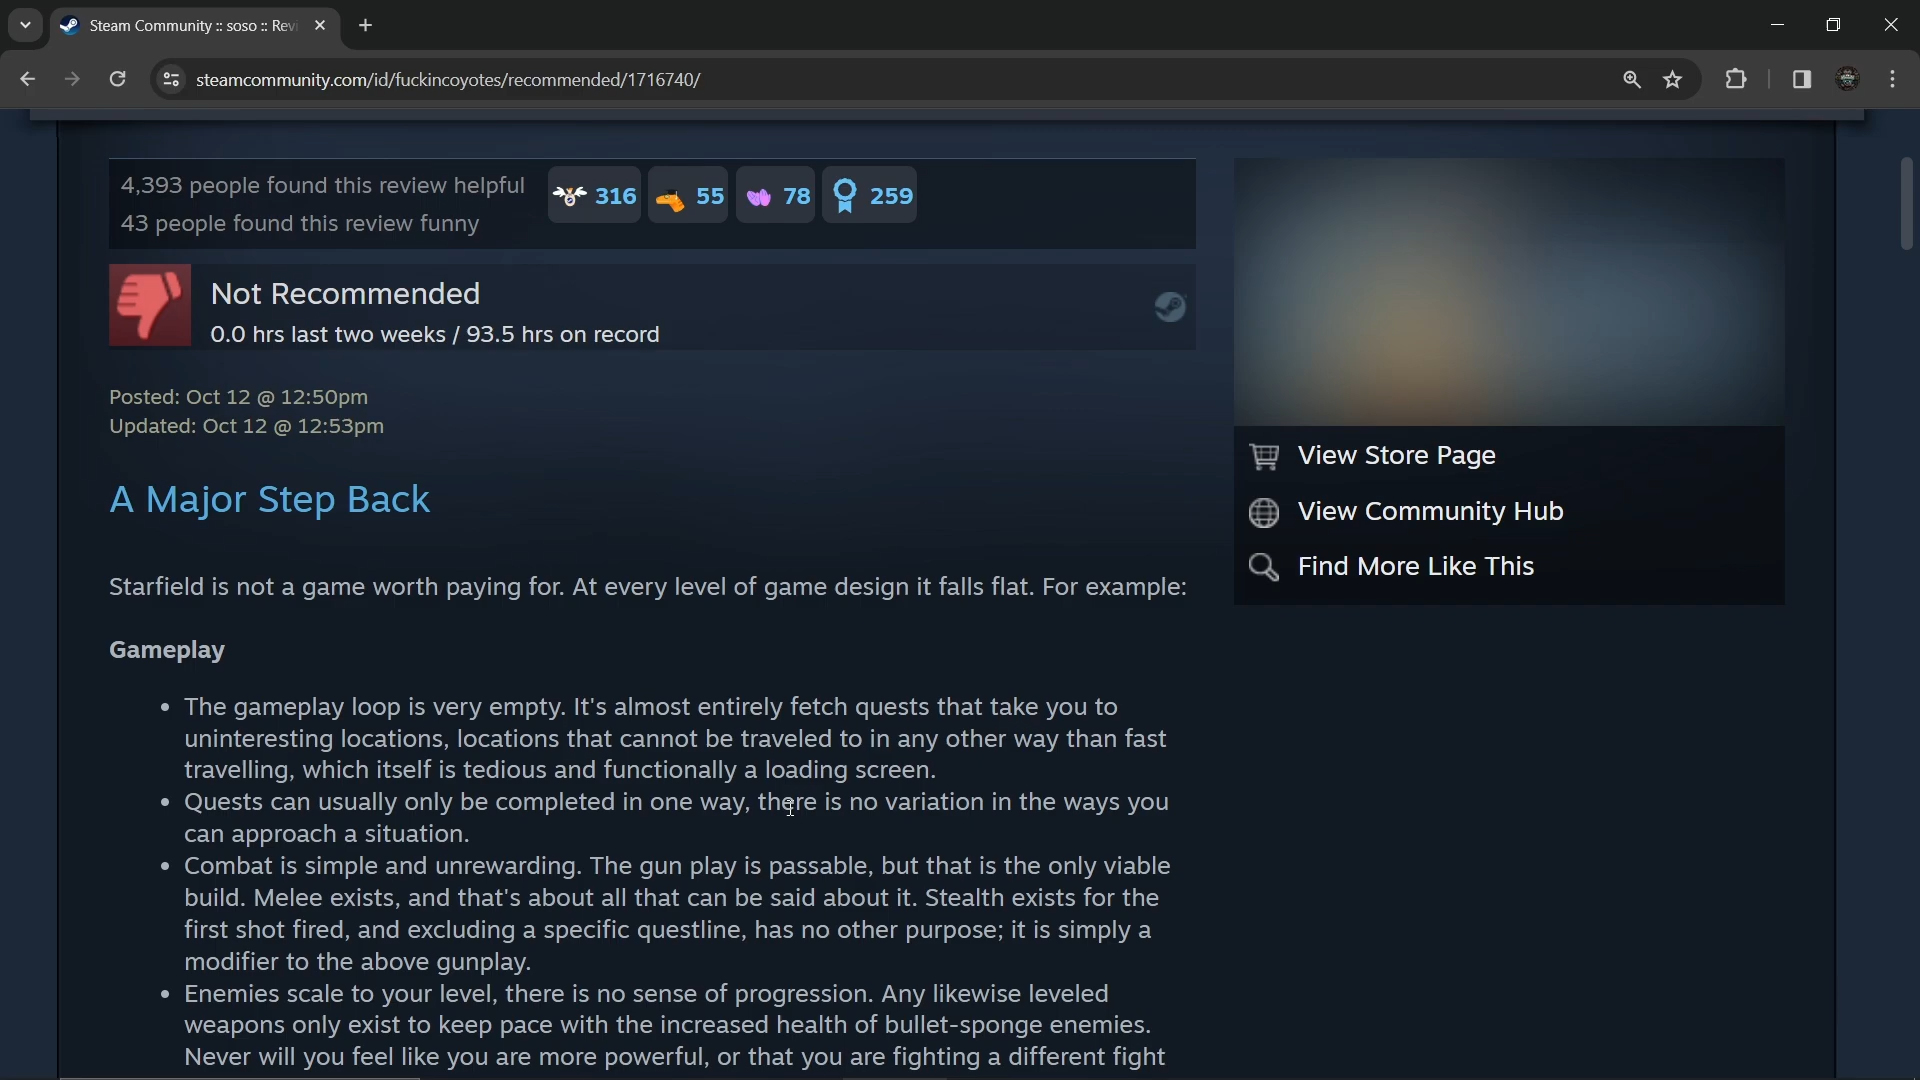 Steam Community :: soso :: Revi
steamcommunity.com/id/fuckincoyotes/recommended/1716740/
4,393 people found this review helpful
43 people found this review funny
316 55 78 259
Not Recommended
0.0 hrs last two weeks / 93.5 hrs on record
Posted: Oct 12 @ 12:50pm
Updated: Oct 12 @ 12:53pm
A Major Step Back
Starfield is not a game worth paying for. At every level of game design it falls flat. For example:
Gameplay
• The gameplay loop is very empty. It's almost entirely fetch quests that take you to
uninteresting locations, locations that cannot be traveled to in any other way than fast
travelling, which itself is tedious and functionally a loading screen.
• Quests can usually only be completed in one way, there is no variation in the ways you
can approach a situation.
• Combat is simple and unrewarding. The gun play is passable, but that is the only viable
build. Melee exists, and that's about all that can be said about it. Stealth exists for the
first shot fired, and excluding a specific questline, has no other purpose; it is simply a
modifier to the above gunplay.
• Enemies scale to your level, there is no sense of progression. Any likewise leveled
weapons only exist to keep pace with the increased health of bullet-sponge enemies.
Never will you feel like you are more powerful, or that you are fighting a different fight
View Store Page
View Community Hub
Find More Like This